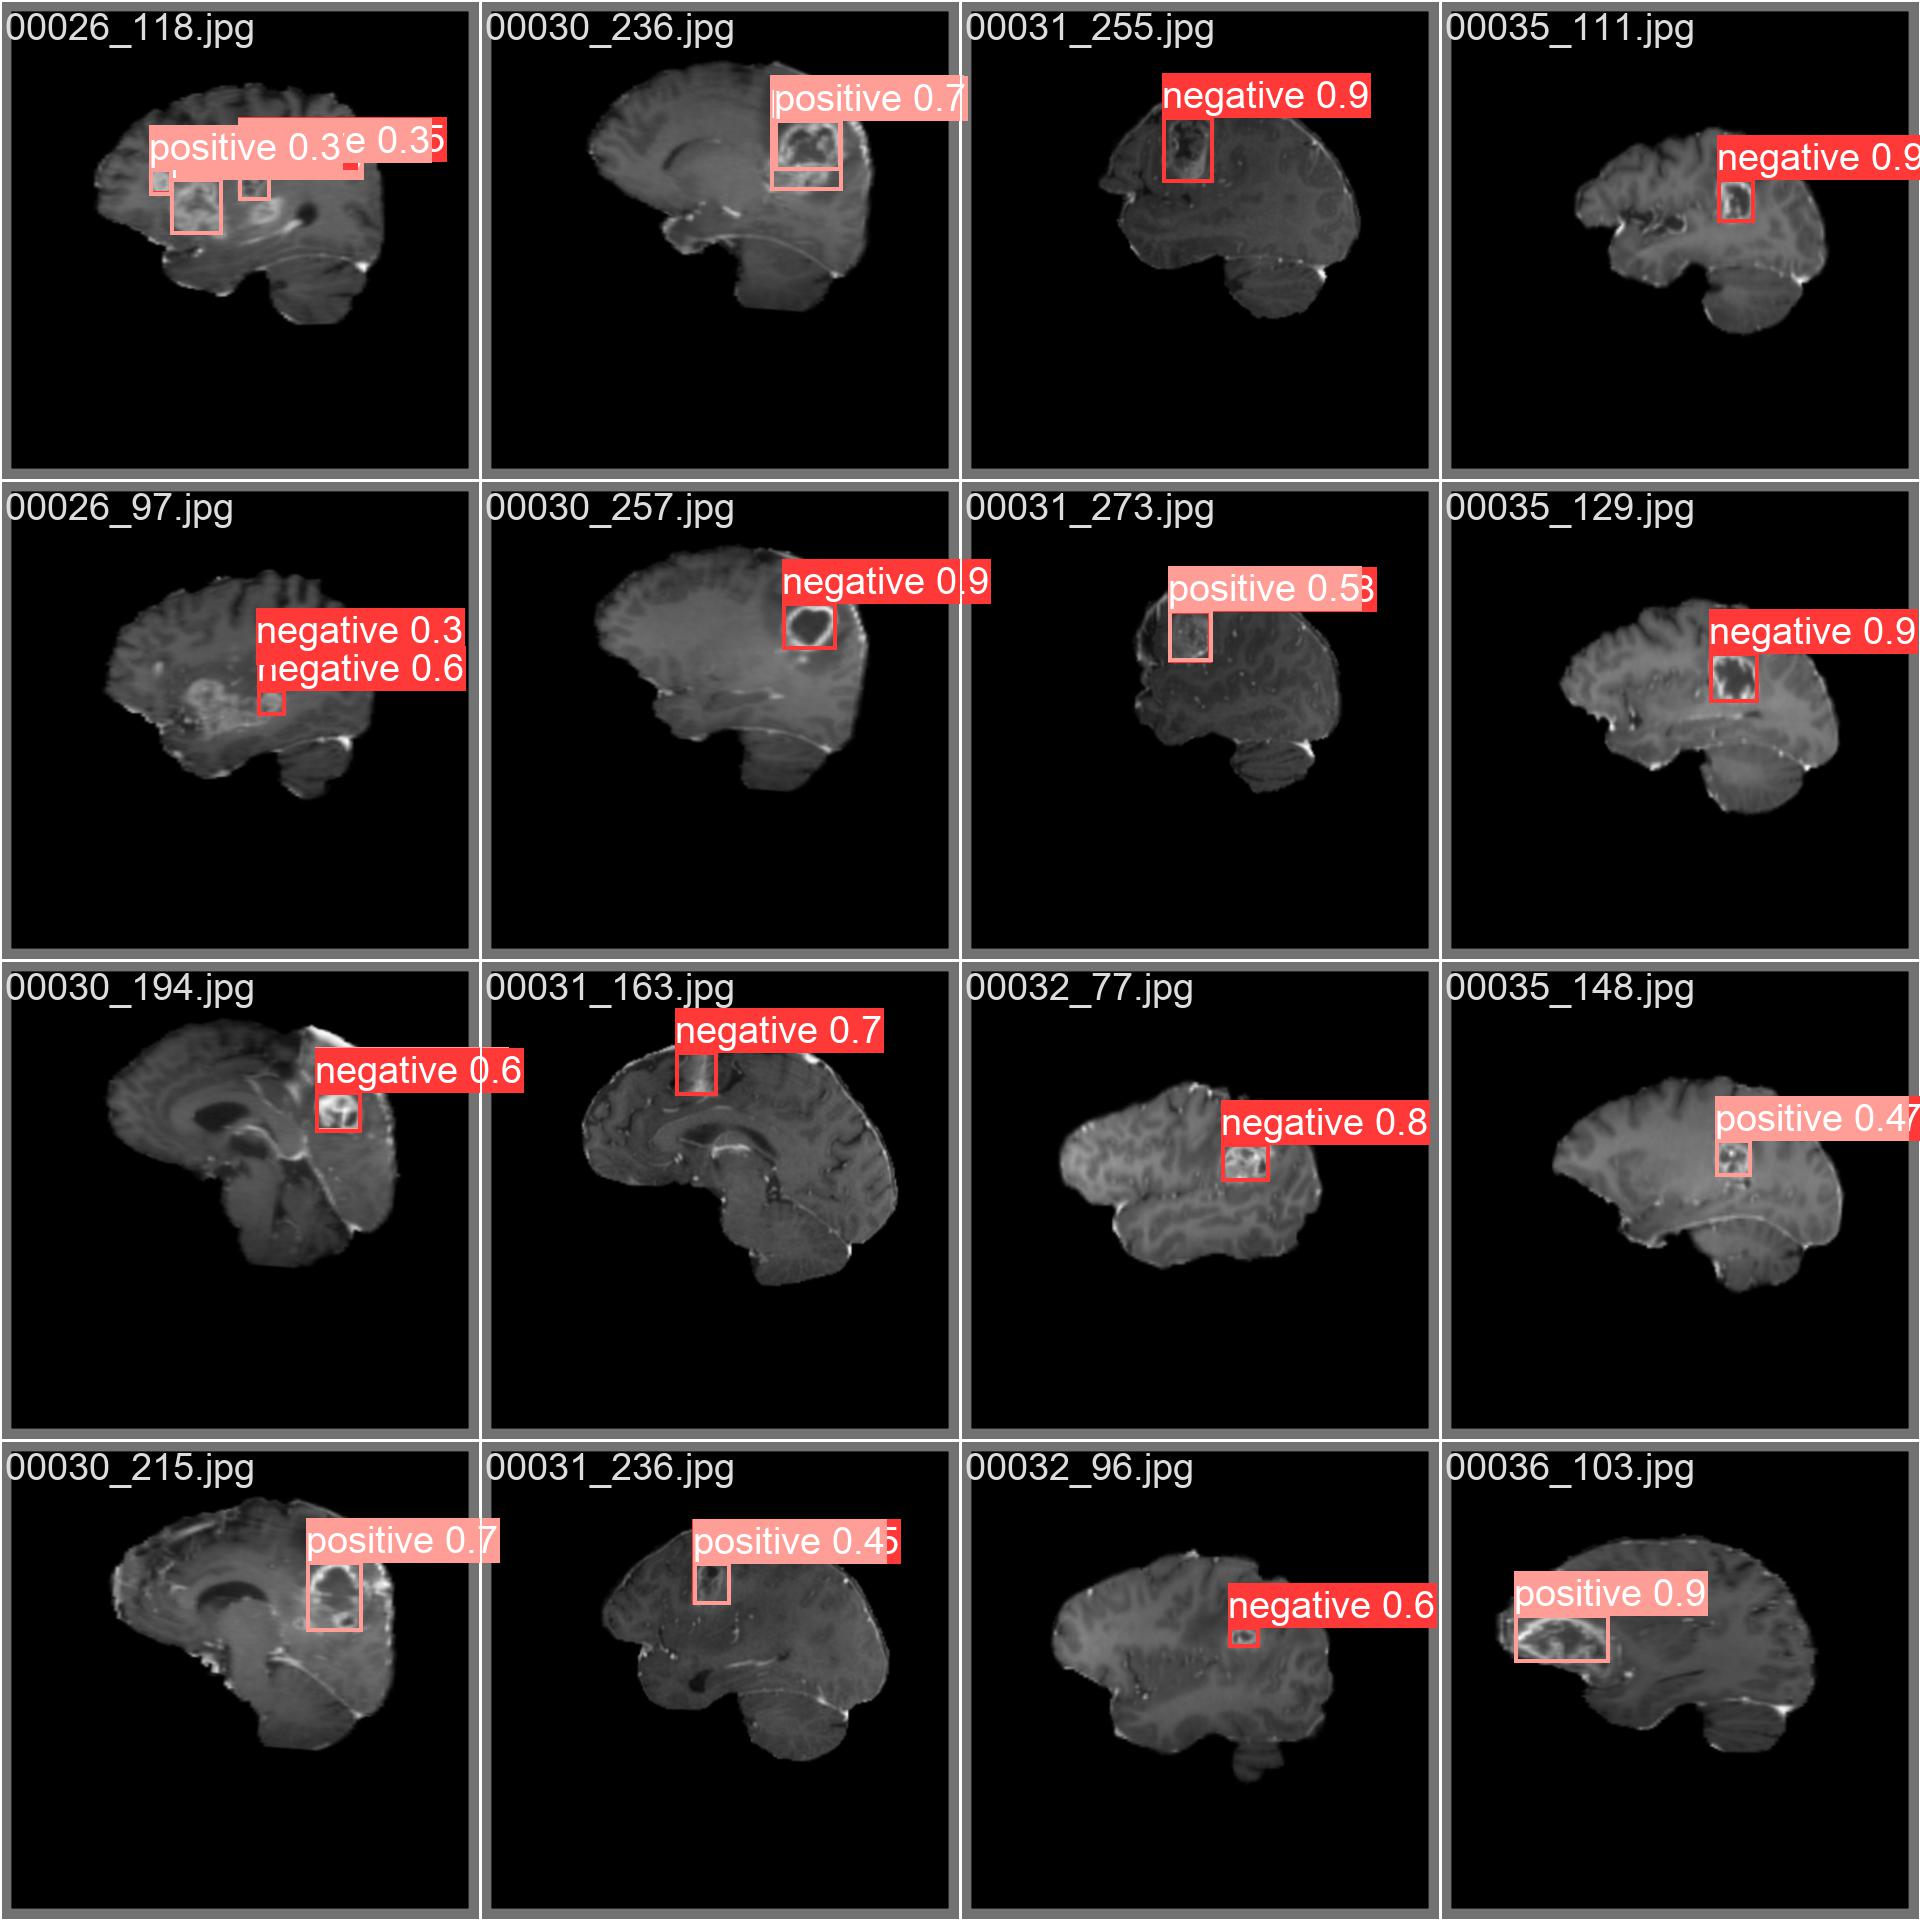 00026_118.jpg
positive 0.3
e 0.35
00030_236.jpg
positive 0.7
00031_255.jpg
negative 0.9
00035_111.jpg
negative 0.9
00026_97.jpg
negative 0.3
negative 0.6
00030_257.jpg
negative 0.9
00031_273.jpg
positive 0.53
00035_129.jpg
negative 0.9
00030_194.jpg
negative 0.6
00031_163.jpg
negative 0.7
00032_77.jpg
negative 0.8
00035_148.jpg
positive 0.47
00030_215.jpg
positive 0.7
00031_236.jpg
positive 0.45
00032_96.jpg
negative 0.6
00036_103.jpg
positive 0.9